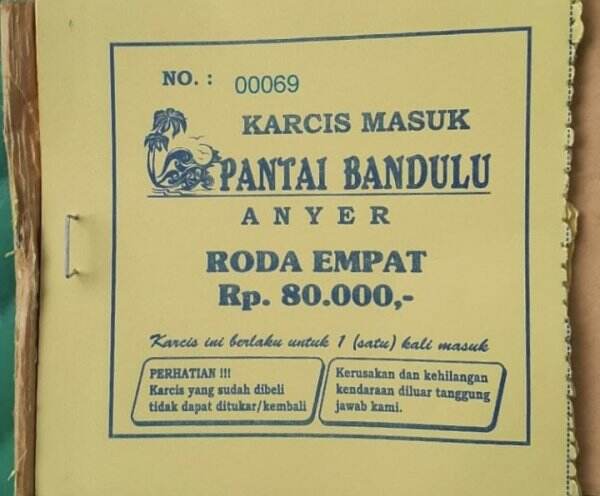 NO. : 00069
KARCIS MASUK
PANTAI BANDULU
ANYER
RODA EMPAT
Rp. 80.000,-
Karcis ini berlaku untuk 1 (satu) kali masuk
PERHATIAN !!!
Karcis yang sudah dibeli
tidak dapat ditukar/kembali
Kerusakan dan kehilangan
kendaraan diluar tanggung
jawab kami.